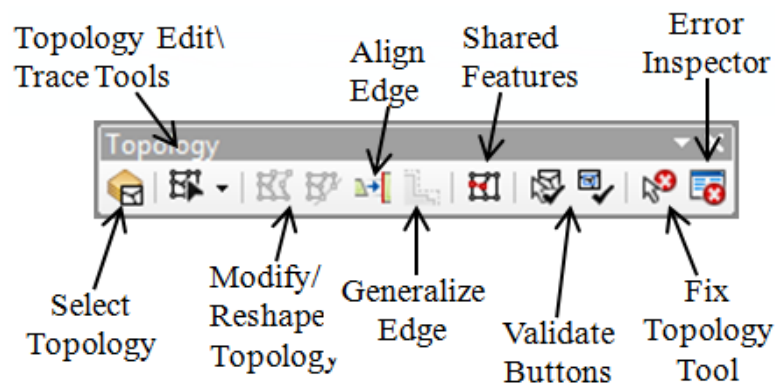 Topology Edit\
Trace Tools
Align
Edge
Shared
Features
Error
Inspector
Topology
Select
Topology
Modify/
Reshape
Topology
Generalize
Edge
Validate
Buttons
Fix
Topology
Tool